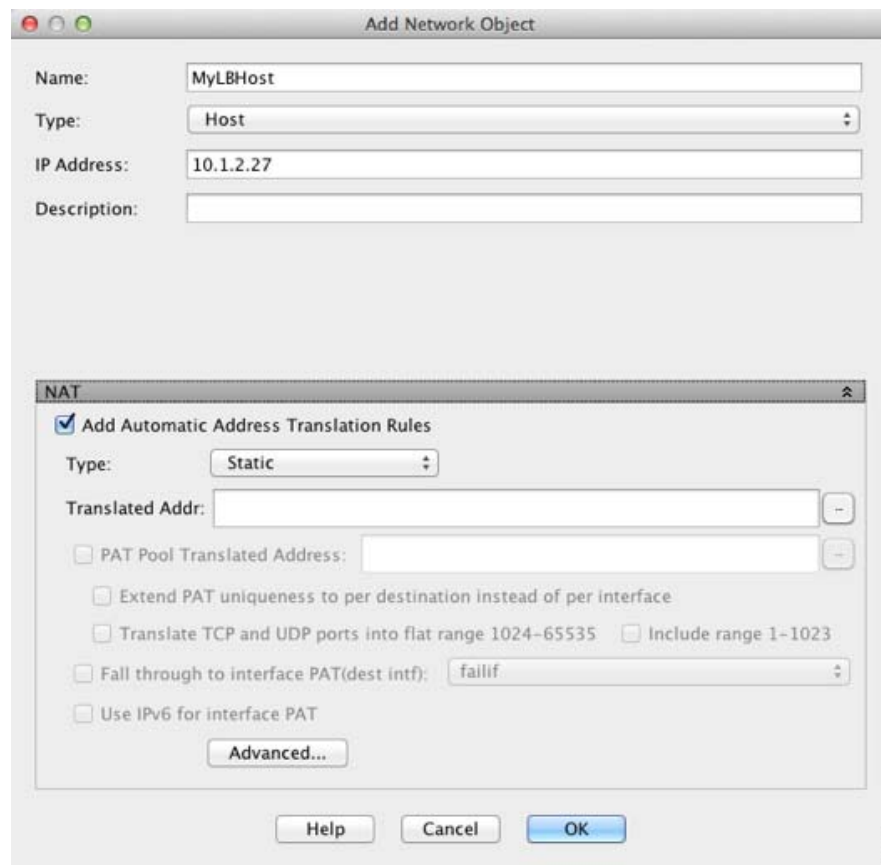 Add Network Object
Name: MyLBHost
Type: Host
IP Address: 10.1.2.27
Description:
NAT
Add Automatic Address Translation Rules
Type: Static
Translated Addr: ...
PAT Pool Translated Address: ...
Extend PAT uniqueness to per destination instead of per interface
Translate TCP and UDP ports into flat range 1024-65535 Include range 1-1023
Fall through to interface PAT(dest intf): failif
Use IPv6 for interface PAT
Advanced...
Help Cancel OK